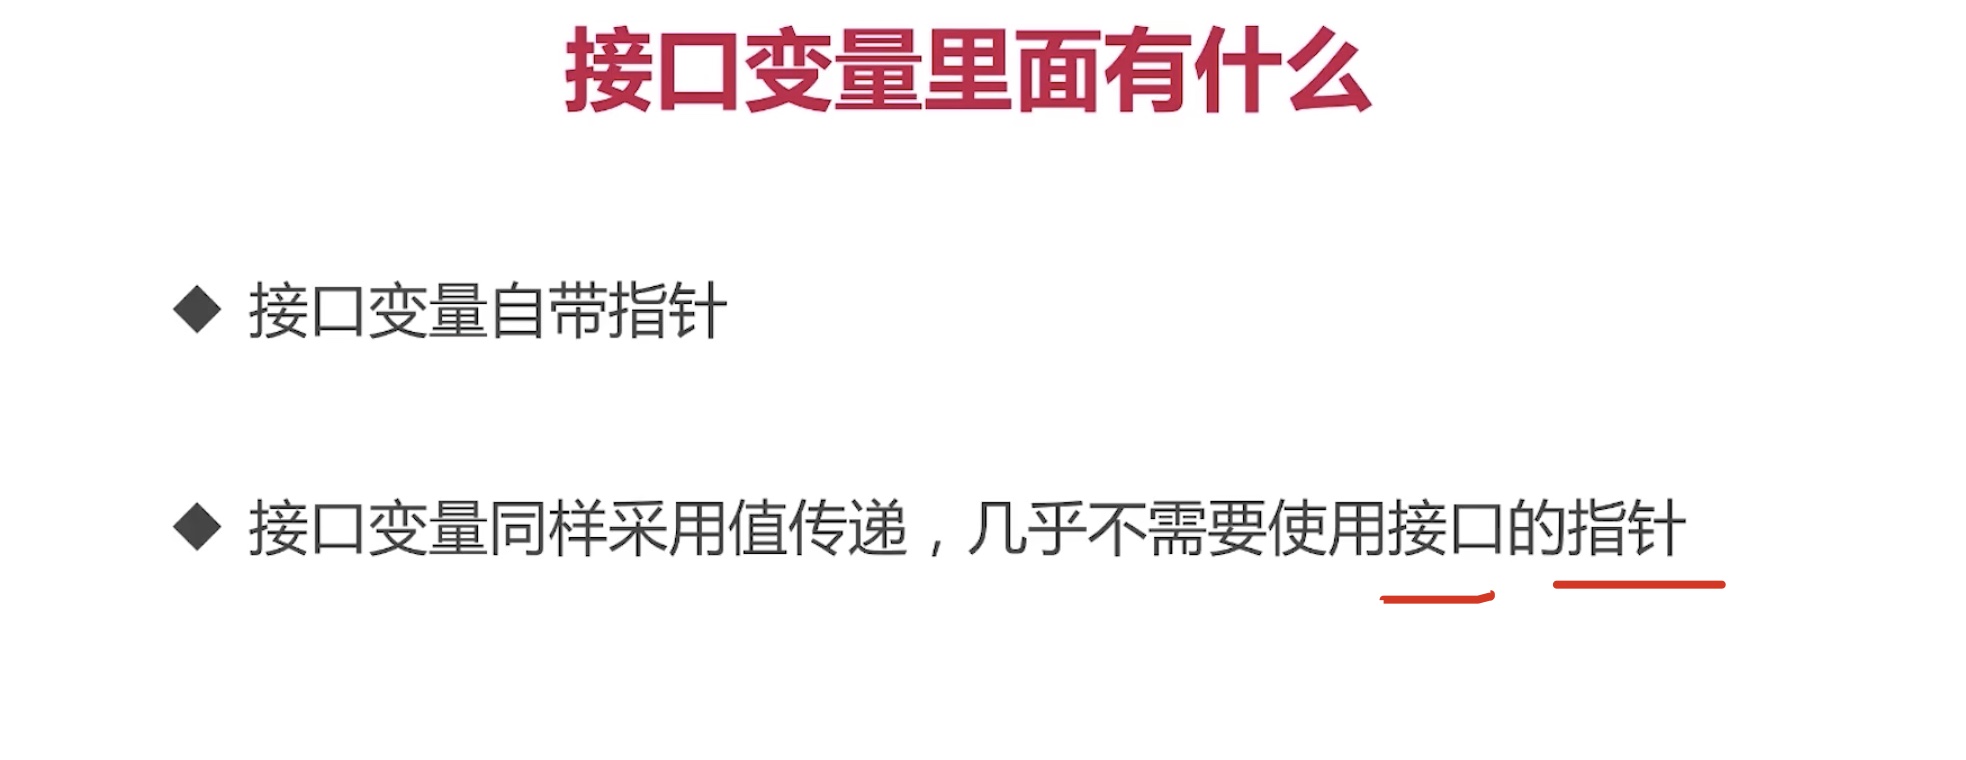 接口变量里面有什么
◆ 接口变量自带指针
◆ 接口变量同样采用值传递，几乎不需要使用接口的指针